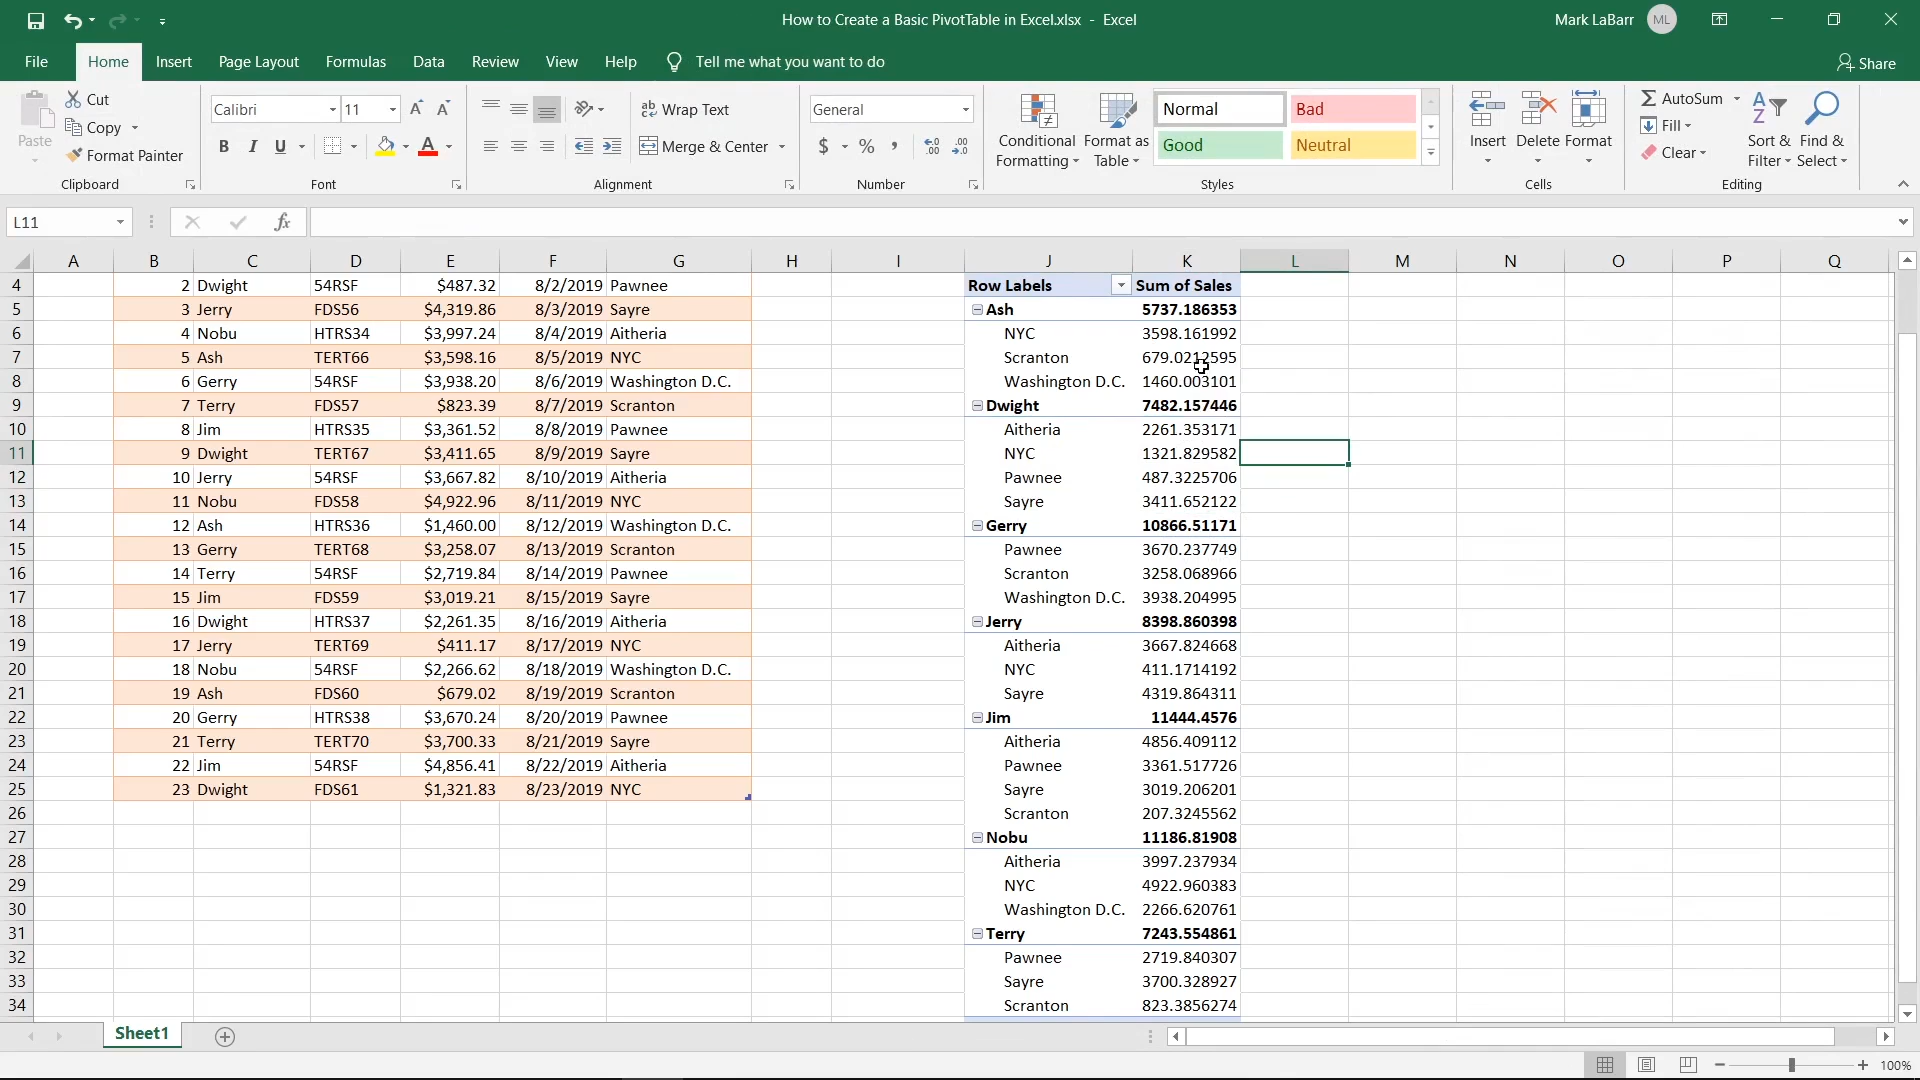 How to Create a Basic PivotTable in Excel.xlsx - Excel
Mark LaBarr ML
File Home Insert Page Layout Formulas Data Review View Help Tell me what you want to do Share
Paste
Cut
Copy
Format Painter
Clipboard
Calibri 11 A A
B I U A
Font
ab Wrap Text
Merge & Center
Alignment
General
$ % , .00 .00
Number
Conditional Formatting
Format as Table
Normal Bad
Good Neutral
Styles
Insert Delete Format
Cells
AutoSum
Fill
Clear
Sort & Filter
Find & Select
Editing
L11 fx
A B C D E F G H I J K L M N O P Q
4 2 Dwight 54RSF $487.32 8/2/2019 Pawnee Row Labels Sum of Sales
5 3 Jerry FDS56 $4,319.86 8/3/2019 Sayre Ash 5737.186353
6 4 Nobu HTRS34 $3,997.24 8/4/2019 Aitheria NYC 3598.161992
7 5 Ash TERT66 $3,598.16 8/5/2019 NYC Scranton 679.0212595
8 6 Gerry 54RSF $3,938.20 8/6/2019 Washington D.C. Washington D.C. 1460.003101
9 7 Terry FDS57 $823.39 8/7/2019 Scranton Dwight 7482.157446
10 8 Jim HTRS35 $3,361.52 8/8/2019 Pawnee Aitheria 2261.353171
11 9 Dwight TERT67 $3,411.65 8/9/2019 Sayre NYC 1321.829582
12 10 Jerry 54RSF $3,667.82 8/10/2019 Aitheria Pawnee 487.3225706
13 11 Nobu FDS58 $4,922.96 8/11/2019 NYC Sayre 3411.652122
14 12 Ash HTRS36 $1,460.00 8/12/2019 Washington D.C. Gerry 10866.51171
15 13 Gerry TERT68 $3,258.07 8/13/2019 Scranton Pawnee 3670.237749
16 14 Terry 54RSF $2,719.84 8/14/2019 Pawnee Scranton 3258.068966
17 15 Jim FDS59 $3,019.21 8/15/2019 Sayre Washington D.C. 3938.204995
18 16 Dwight HTRS37 $2,261.35 8/16/2019 Aitheria Jerry 8398.860398
19 17 Jerry TERT69 $411.17 8/17/2019 NYC Aitheria 3667.824668
20 18 Nobu 54RSF $2,266.62 8/18/2019 Washington D.C. NYC 411.1714192
21 19 Ash FDS60 $679.02 8/19/2019 Scranton Sayre 4319.864311
22 20 Gerry HTRS38 $3,670.24 8/20/2019 Pawnee Jim 11444.4576
23 21 Terry TERT70 $3,700.33 8/21/2019 Sayre Aitheria 4856.409112
24 22 Jim 54RSF $4,856.41 8/22/2019 Aitheria Pawnee 3361.517726
25 23 Dwight FDS61 $1,321.83 8/23/2019 NYC Sayre 3019.206201
26 Scranton 207.3245562
27 Nobu 11186.81908
28 Aitheria 3997.237934
29 NYC 4922.960383
30 Washington D.C. 2266.620761
31 Terry 7243.554861
32 Pawnee 2719.840307
33 Sayre 3700.328927
34 Scranton 823.3856274
Sheet1
100%